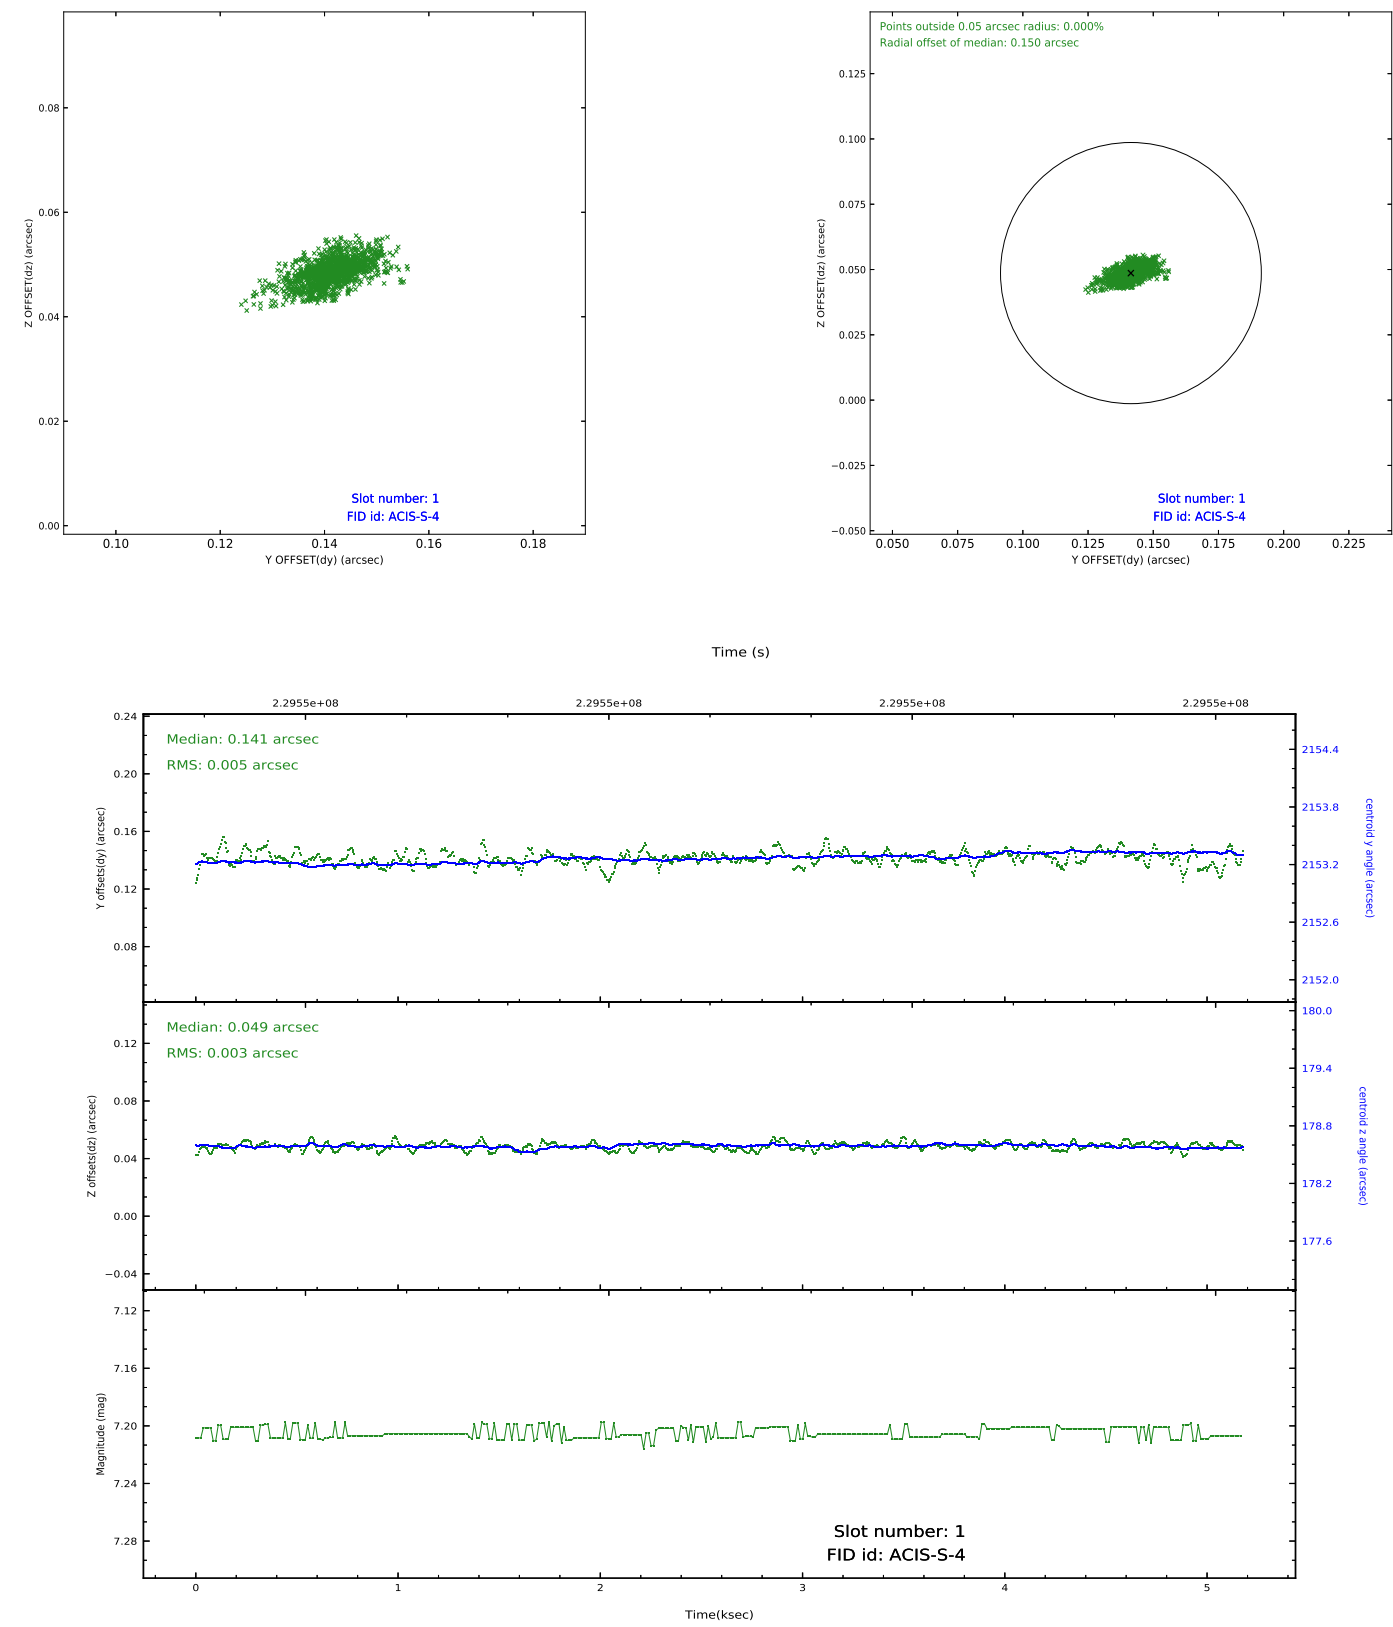 0.08
0.06
0.04
0.02
0.00
Z OFFSET(dz) (arcsec)
0.10 0.12 0.14 0.16 0.18
Y OFFSET(dy) (arcsec)
Slot number: 1
FID id: ACIS-S-4
Points outside 0.05 arcsec radius: 0.000%
Radial offset of median: 0.150 arcsec
0.125
0.100
0.075
0.050
0.025
0.000
−0.025
−0.050
Z OFFSET(dz) (arcsec)
Slot number: 1
FID id: ACIS-S-4
0.050 0.075 0.100 0.125 0.150 0.175 0.200 0.225
Y OFFSET(dy) (arcsec)
Time (s)
2.2955e+08 2.2955e+08 2.2955e+08 2.2955e+08
Median: 0.141 arcsec
RMS: 0.005 arcsec
0.24
0.20
0.16
0.12
0.08
Y offsets(dy) (arcsec)
2154.4
2153.8
2153.2
2152.6
2152.0
centroid y angle (arcsec)
Median: 0.049 arcsec
RMS: 0.003 arcsec
0.12
0.08
0.04
0.00
−0.04
Z offsets(dz) (arcsec)
180.0
179.4
178.8
178.2
177.6
centroid z angle (arcsec)
7.12
7.16
7.20
7.24
7.28
Magnitude (mag)
Slot number: 1
FID id: ACIS-S-4
0 1 2 3 4 5
Time(ksec)